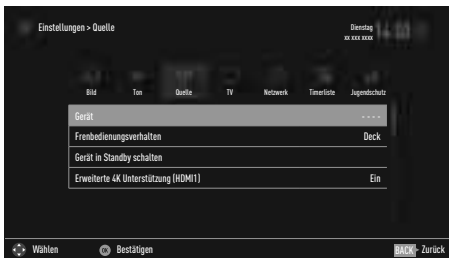 Einstellungen > Quelle
Dienstag
xx xxx xxxx
Bild Ton Quelle TV Netzwerk Timerliste Jugendschutz
Gerät - - - -
Frenbedienungsverhalten Deck
Gerät in Standby schalten
Erweiterte 4K Unterstützung (HDMI1) Ein
Wählen OK Bestätigen BACK - Zurück